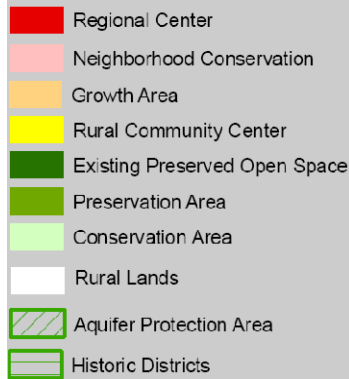 Regional Center
Neighborhood Conservation
Growth Area
Rural Community Center
Existing Preserved Open Space
Preservation Area
Conservation Area
Rural Lands
Aquifer Protection Area
Historic Districts